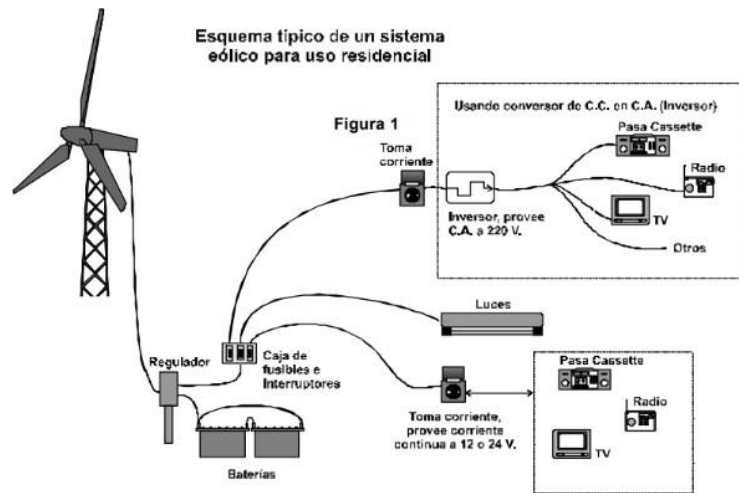 Esquema típico de un sistema
eólico para uso residencial
Figura 1
Usando conversor de C.C. en C.A. (Inversor)
Pasa Cassette
Toma
corriente
Radio
Inversor, provee
C.A. a 220 V.
TV
Otros
Luces
Regulador
Caja de
fusibles e
Interruptores
Pasa Cassette
Radio
Toma corriente,
provee corriente
continua a 12 o 24 V.
TV
Baterías